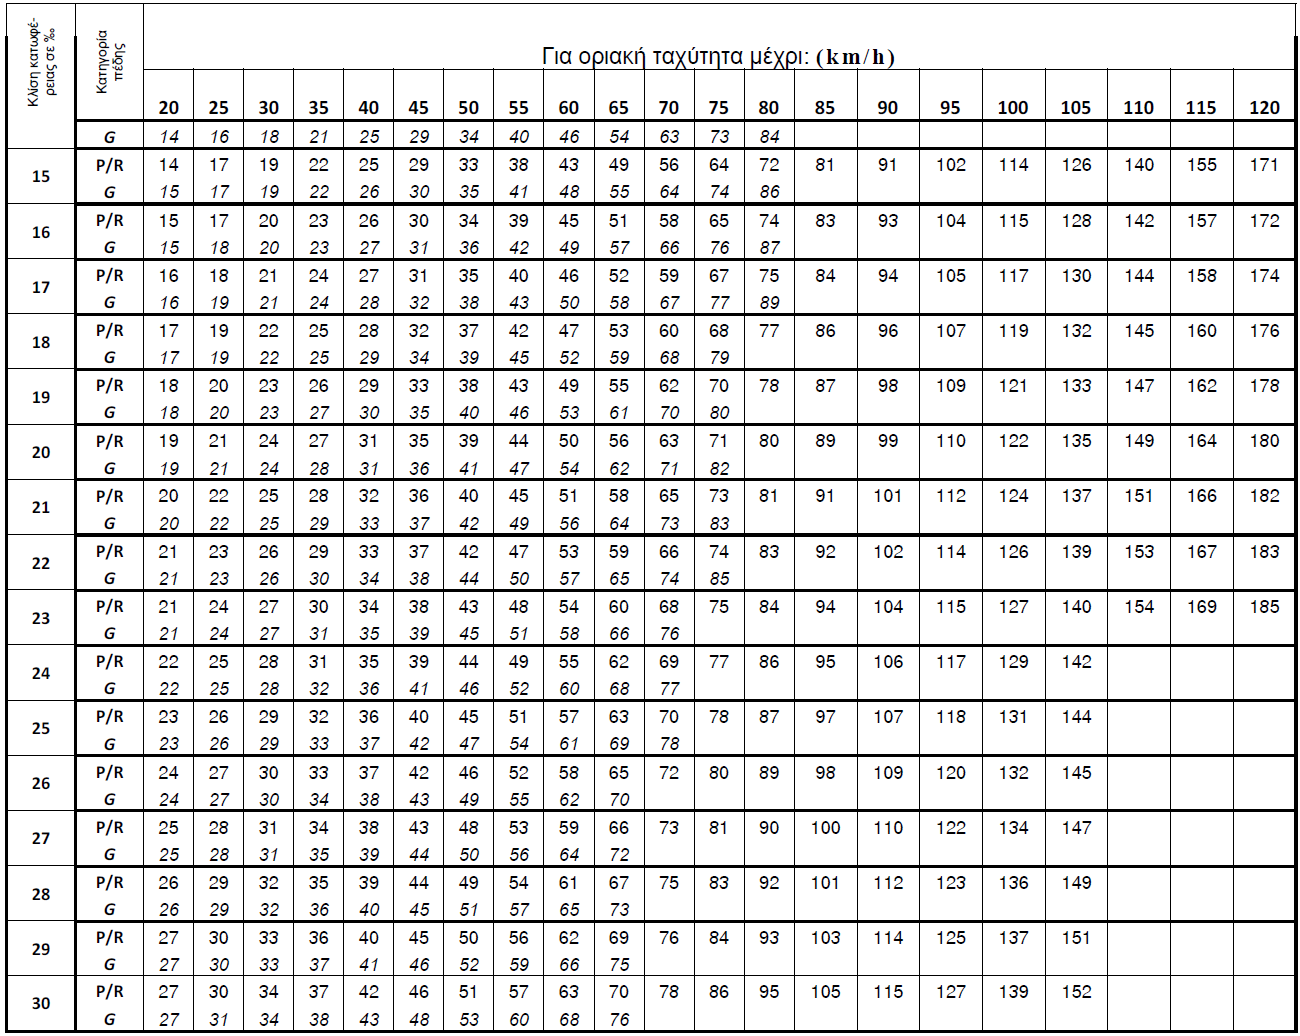 Κλίση κατωφέ-
ρειας σε ‰
Κατηγορία
πέδης
Για οριακή ταχύτητα μέχρι: (km/h)
20 25 30 35 40 45 50 55 60 65 70 75 80 85 90 95 100 105 110 115 120
G 14 16 18 21 25 29 34 40 46 54 63 73 84
15
P/R 14 17 19 22 25 29 33 38 43 49 56 64 72 81 91 102 114 126 140 155 171
G 15 17 19 22 26 30 35 41 48 55 64 74 86
16
P/R 15 17 20 23 26 30 34 39 45 51 58 65 74 83 93 104 115 128 142 157 172
G 15 18 20 23 27 31 36 42 49 57 66 76 87
17
P/R 16 18 21 24 27 31 35 40 46 52 59 67 75 84 94 105 117 130 144 158 174
G 16 19 21 24 28 32 38 43 50 58 67 77 89
18
P/R 17 19 22 25 28 32 37 42 47 53 60 68 77 86 96 107 119 132 145 160 176
G 17 19 22 25 29 34 39 45 52 59 68 79
19
P/R 18 20 23 26 29 33 38 43 49 55 62 70 78 87 98 109 121 133 147 162 178
G 18 20 23 27 30 35 40 46 53 61 70 80
20
P/R 19 21 24 27 31 35 39 44 50 56 63 71 80 89 99 110 122 135 149 164 180
G 19 21 24 28 31 36 41 47 54 62 71 82
21
P/R 20 22 25 28 32 36 40 45 51 58 65 73 81 91 101 112 124 137 151 166 182
G 20 22 25 29 33 37 42 49 56 64 73 83
22
P/R 21 23 26 29 33 37 42 47 53 59 66 74 83 92 102 114 126 139 153 167 183
G 21 23 26 30 34 38 44 50 57 65 74 85
23
P/R 21 24 27 30 34 38 43 48 54 60 68 75 84 94 104 115 127 140 154 169 185
G 21 24 27 31 35 39 45 51 58 66 76
24
P/R 22 25 28 31 35 39 44 49 55 62 69 77 86 95 106 117 129 142
G 22 25 28 32 36 41 46 52 60 68 77
25
P/R 23 26 29 32 36 40 45 51 57 63 70 78 87 97 107 118 131 144
G 23 26 29 33 37 42 47 54 61 69 78
26
P/R 24 27 30 33 37 42 46 52 58 65 72 80 89 98 109 120 132 145
G 24 27 30 34 38 43 49 55 62 70
27
P/R 25 28 31 34 38 43 48 53 59 66 73 81 90 100 110 122 134 147
G 25 28 31 35 39 44 50 56 64 72
28
P/R 26 29 32 35 39 44 49 54 61 67 75 83 92 101 112 123 136 149
G 26 29 32 36 40 45 51 57 65 73
29
P/R 27 30 33 36 40 45 50 56 62 69 76 84 93 103 114 125 137 151
G 27 30 33 37 41 46 52 59 66 75
30
P/R 27 30 34 37 42 46 51 57 63 70 78 86 95 105 115 127 139 152
G 27 31 34 38 43 48 53 60 68 76